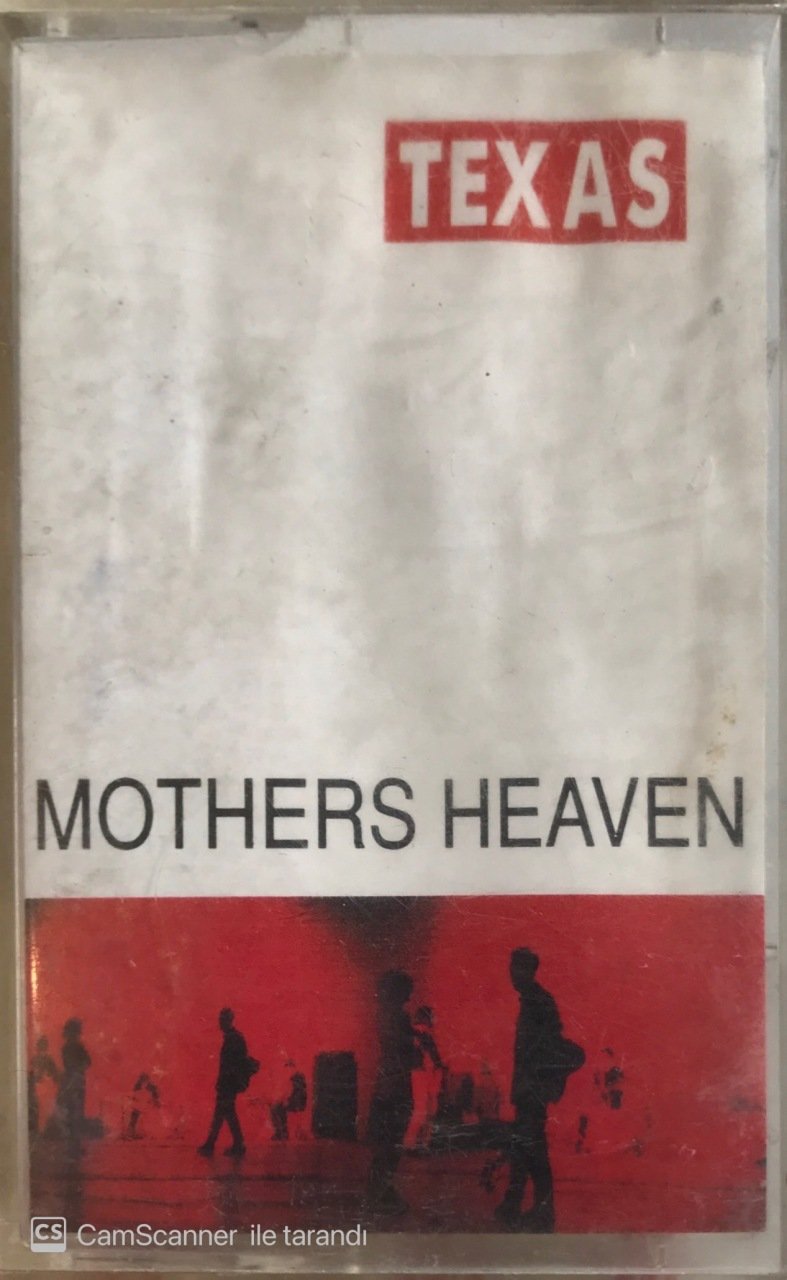 TEXAS
MOTHERS HEAVEN
CS CamScanner ile tarandı